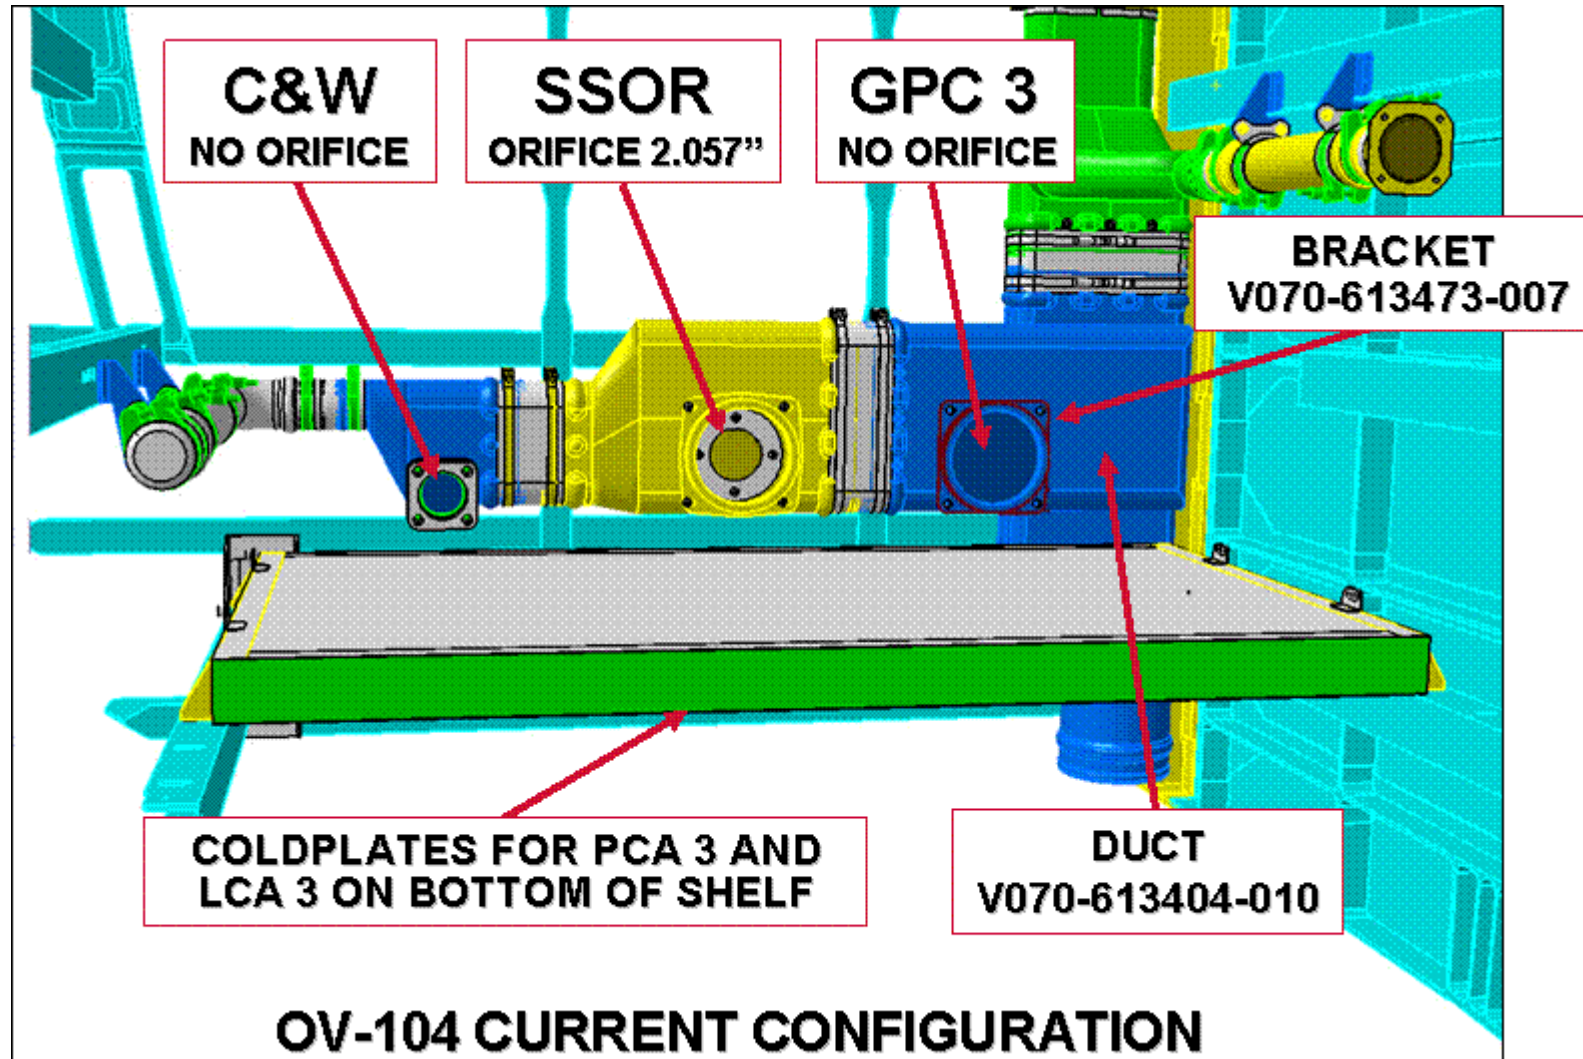 C&W
NO ORIFICE
SSOR
ORIFICE 2.057”
GPC 3
NO ORIFICE
BRACKET
V070-613473-007
COLDPLATES FOR PCA 3 AND
LCA 3 ON BOTTOM OF SHELF
DUCT
V070-613404-010
OV-104 CURRENT CONFIGURATION